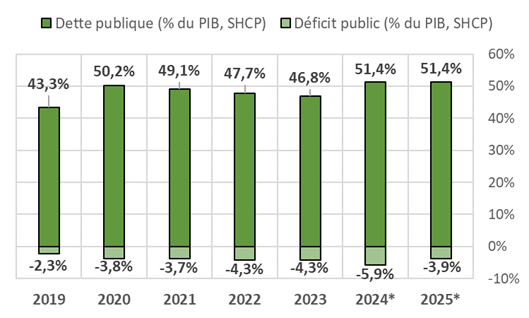 Dette publique (% du PIB, SHCP) Déficit public (% du PIB, SHCP)
60%
43,3% 50,2% 49,1% 47,7% 46,8% 51,4% 51,4%
50%
40%
30%
20%
10%
0%
-2,3% -3,8% -3,7% -4,3% -4,3% -5,9% -3,9%
-10%
2019 2020 2021 2022 2023 2024* 2025*